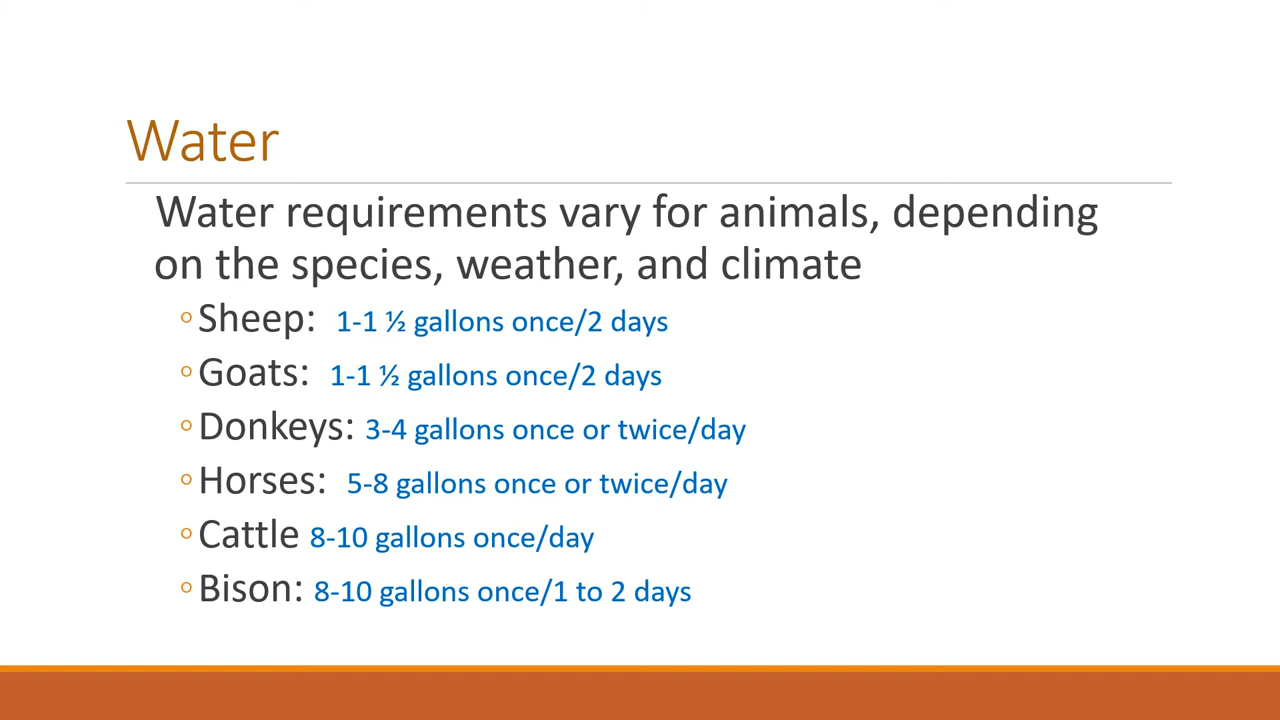 Water
Water requirements vary for animals, depending
on the species, weather, and climate
◦Sheep: 1-1 ½ gallons once/2 days
◦Goats: 1-1 ½ gallons once/2 days
◦Donkeys: 3-4 gallons once or twice/day
◦Horses: 5-8 gallons once or twice/day
◦Cattle 8-10 gallons once/day
◦Bison: 8-10 gallons once/1 to 2 days